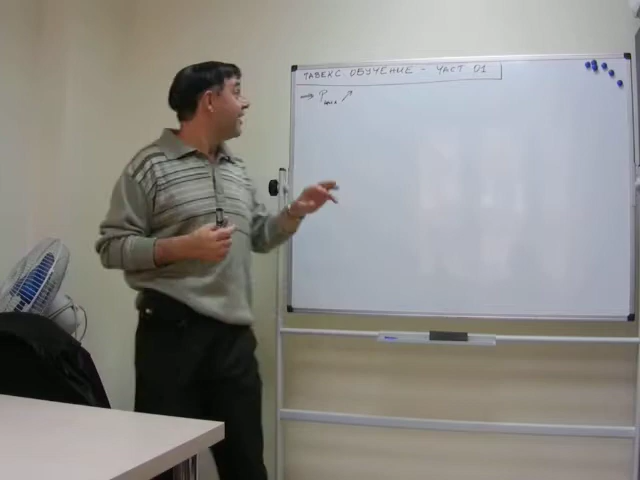 ТАВЕКС ОБУЧЕНИЕ - ЧАСТ 01
→ P ↗